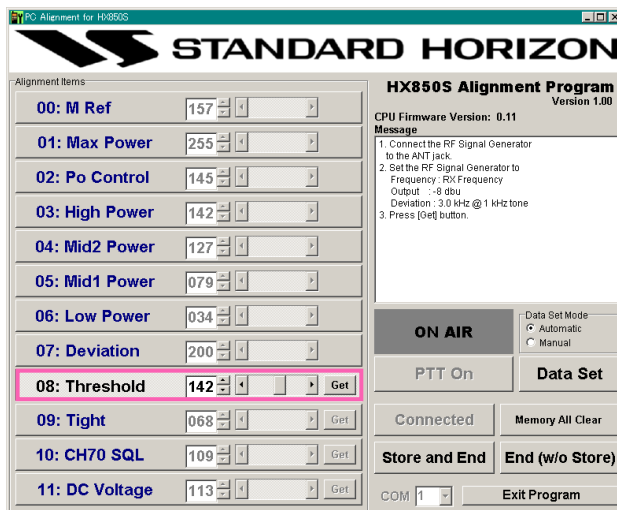 PC Alignment for HX850S
STANDARD HORIZON
Alignment Items
00: M Ref 157
01: Max Power 255
02: Po Control 145
03: High Power 142
04: Mid2 Power 127
05: Mid1 Power 079
06: Low Power 034
07: Deviation 200
08: Threshold 142 Get
09: Tight 068 Get
10: CH70 SQL 109 Get
11: DC Voltage 113 Get
HX850S Alignment Program
Version 1.00
CPU Firmware Version: 0.11
Message
1. Connect the RF Signal Generator
to the ANT jack.
2. Set the RF Signal Generator to
Frequency : RX Frequency
Output : -8 dbu
Deviation : 3.0 kHz @ 1 kHz tone
3. Press [Get] button.
ON AIR
Data Set Mode
Automatic
Manual
PTT On
Data Set
Connected
Memory All Clear
Store and End
End (w/o Store)
COM 1
Exit Program